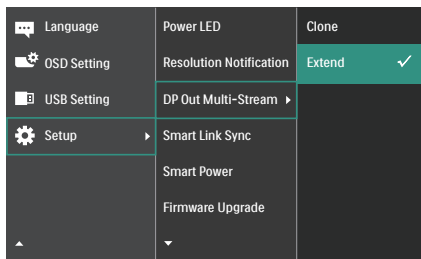 Language
OSD Setting
USB Setting
Setup
Power LED
Resolution Notification
DP Out Multi-Stream
Smart Link Sync
Smart Power
Firmware Upgrade
Clone
Extend